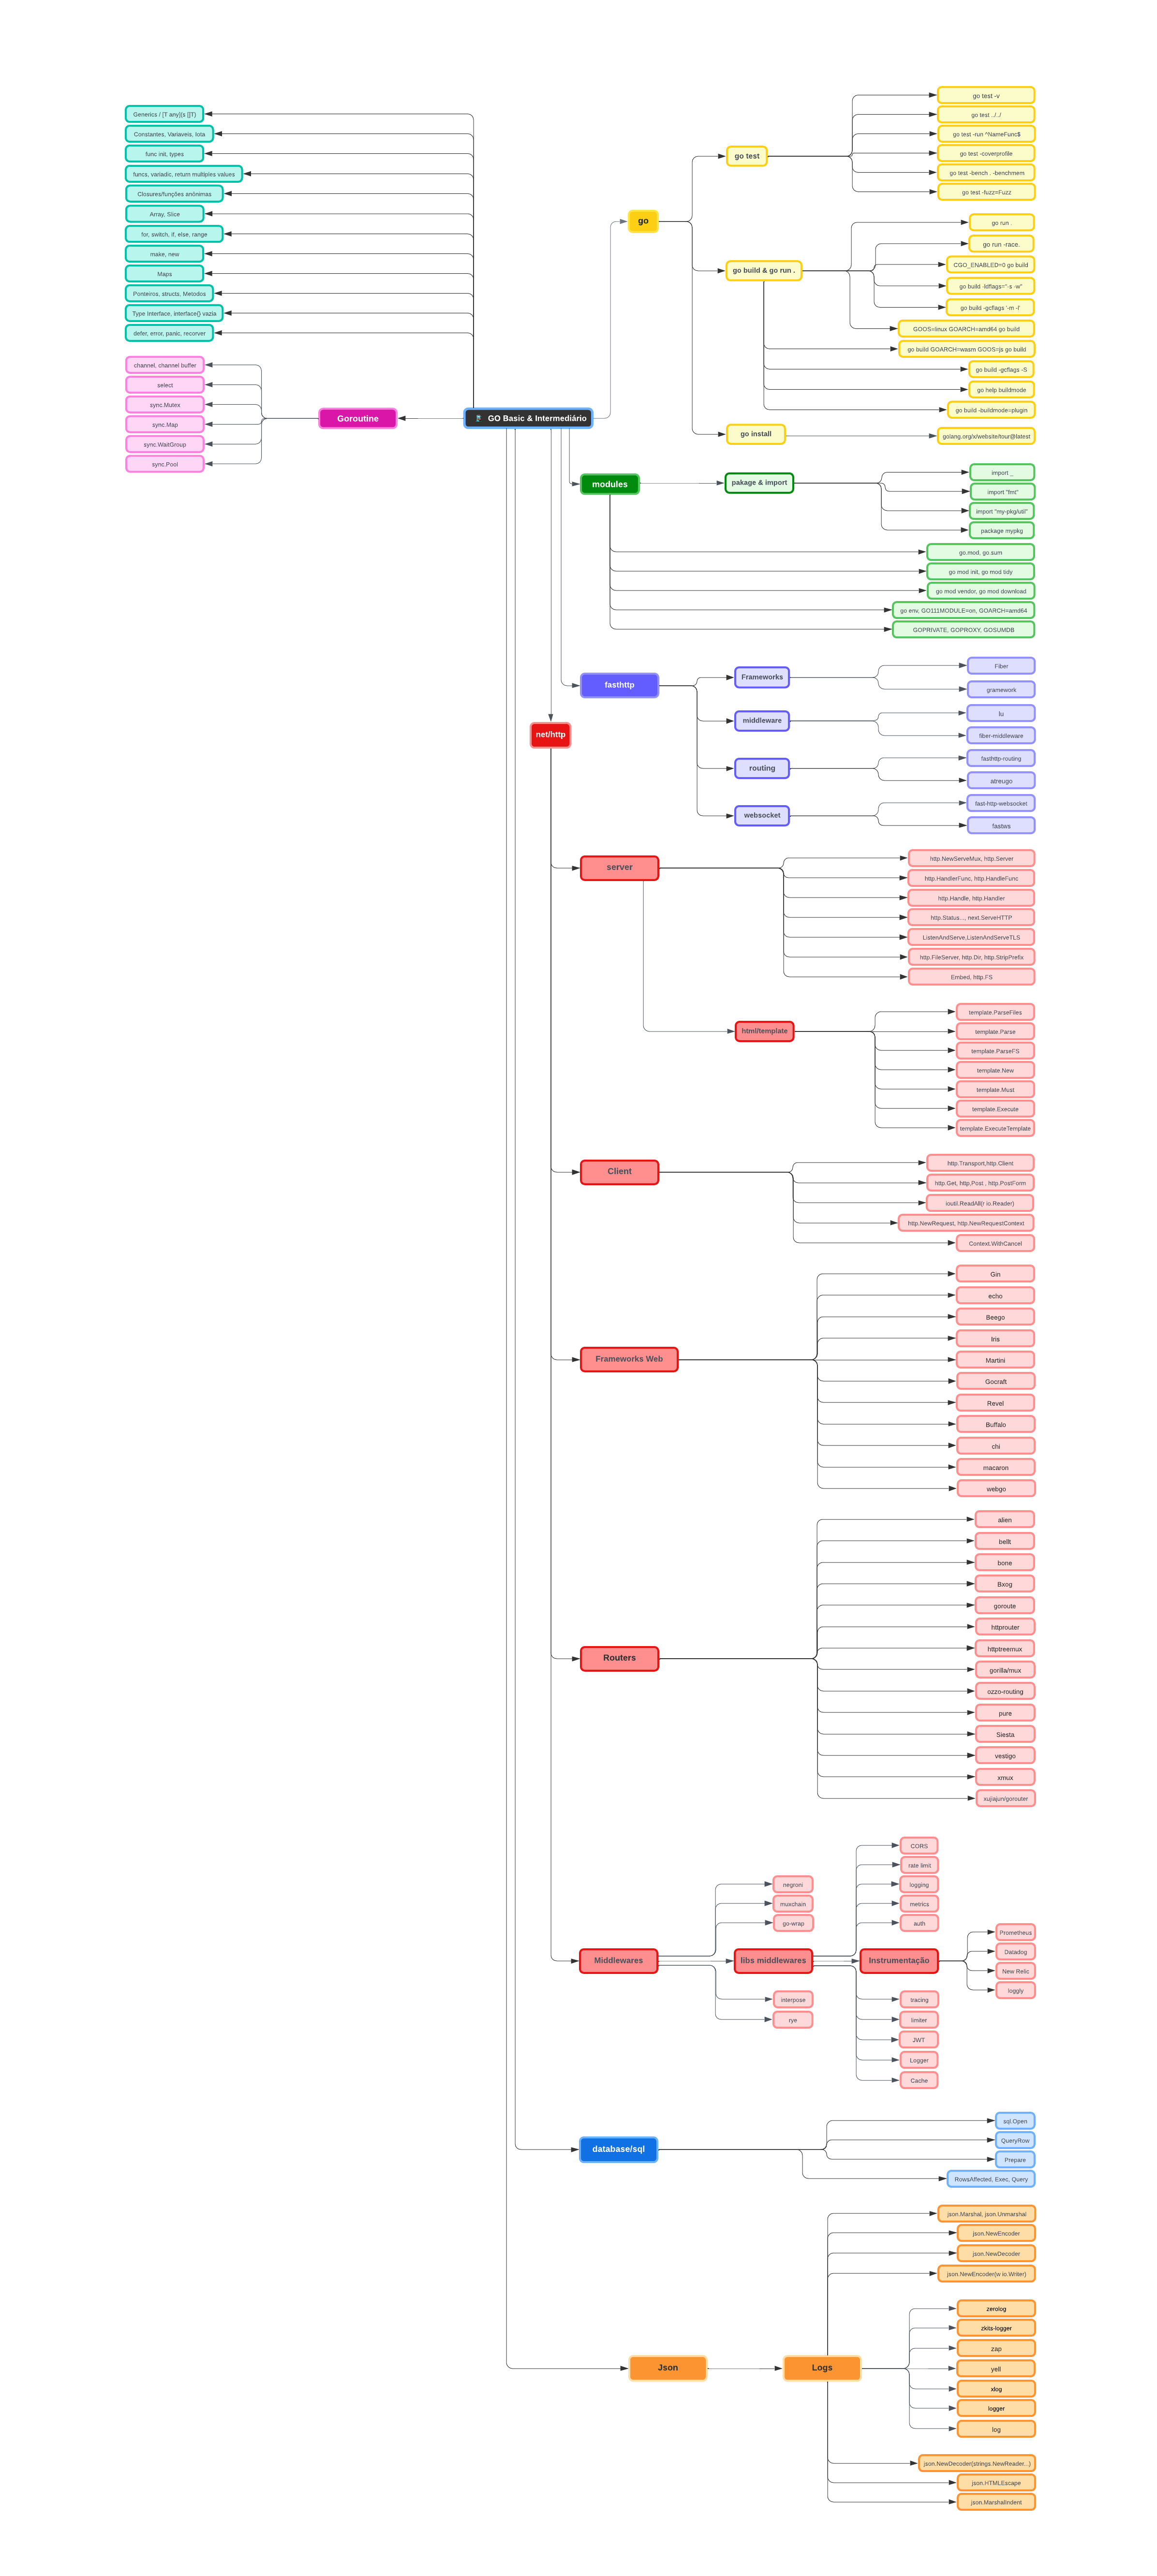 Generics / [T any](s []T)
Constantes, Variaveis, Iota
func init, types
funcs, variadic, return multiples values
Closures/funções anônimas
Array, Slice
for, switch, if, else, range
make, new
Maps
Ponteiros, structs, Metodos
Type Interface, interface{} vazia
defer, error, panic, recorver
channel, channel buffer
select
sync.Mutex
sync.Map
sync.WaitGroup
sync.Pool
Goroutine
GO Basic & Intermediário
go
go test
go test -v
go test ../../
go test -run ^NameFunc$
go test -coverprofile
go test -bench . -benchmem
go test -fuzz=Fuzz
go build & go run .
go run .
go run -race.
CGO_ENABLED=0 go build
go build -ldflags="-s -w"
go build -gcflags '-m -l'
GOOS=linux GOARCH=amd64 go build
go build GOARCH=wasm GOOS=js go build
go build -gcflags -S
go help buildmode
go build -buildmode=plugin
go install
golang.org/x/website/tour@latest
modules
pakage & import
import _
import "fmt"
import "my-pkg/util"
package mypkg
go.mod, go.sum
go mod init, go mod tidy
go mod vendor, go mod download
go env, GO111MODULE=on, GOARCH=amd64
GOPRIVATE, GOPROXY, GOSUMDB
fasthttp
Frameworks
Fiber
gramework
middleware
lu
fiber-middleware
routing
fasthttp-routing
atreugo
websocket
fast-http-websocket
fastws
net/http
server
http.NewServeMux, http.Server
http.HandlerFunc, http.HandleFunc
http.Handle, http.Handler
http.Status..., next.ServeHTTP
ListenAndServe,ListenAndServeTLS
http.FileServer, http.Dir, http.StripPrefix
Embed, http.FS
html/template
template.ParseFiles
template.Parse
template.ParseFS
template.New
template.Must
template.Execute
template.ExecuteTemplate
Client
http.Transport,http.Client
http.Get, http.Post , http.PostForm
ioutil.ReadAll(r io.Reader)
http.NewRequest, http.NewRequestContext
Context.WithCancel
Frameworks Web
Gin
echo
Beego
Iris
Martini
Gocraft
Revel
Buffalo
chi
macaron
webgo
Routers
alien
bellt
bone
Bxog
goroute
httprouter
httptreemux
gorilla/mux
ozzo-routing
pure
Siesta
vestigo
xmux
xujiajun/gorouter
Middlewares
negroni
muxchain
go-wrap
interpose
rye
libs middlewares
CORS
rate limit
logging
metrics
auth
Instrumentação
Prometheus
Datadog
New Relic
loggly
tracing
limiter
JWT
Logger
Cache
database/sql
sql.Open
QueryRow
Prepare
RowsAffected, Exec, Query
Json
Logs
json.Marshal, json.Unmarshal
json.NewEncoder
json.NewDecoder
json.NewEncoder(w io.Writer)
zerolog
zkits-logger
zap
yell
xlog
logger
log
json.NewDecoder(strings.NewReader...)
json.HTMLEscape
json.MarshalIndent